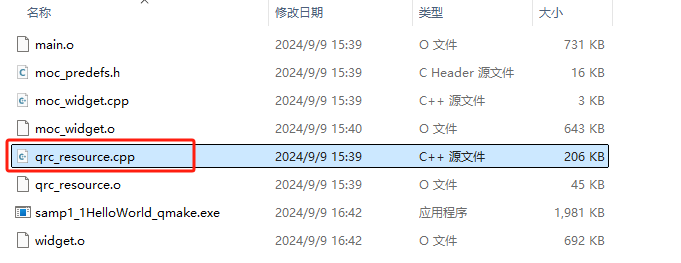 名称 修改日期 类型 大小
main.o 2024/9/9 15:39 O 文件 731 KB
moc_predefs.h 2024/9/9 15:39 C Header 源文件 16 KB
moc_widget.cpp 2024/9/9 15:39 C++ 源文件 3 KB
moc_widget.o 2024/9/9 15:40 O 文件 643 KB
qrc_resource.cpp 2024/9/9 15:39 C++ 源文件 206 KB
qrc_resource.o 2024/9/9 15:39 O 文件 45 KB
samp1_1HelloWorld_qmake.exe 2024/9/9 16:42 应用程序 1,981 KB
widget.o 2024/9/9 16:42 O 文件 692 KB